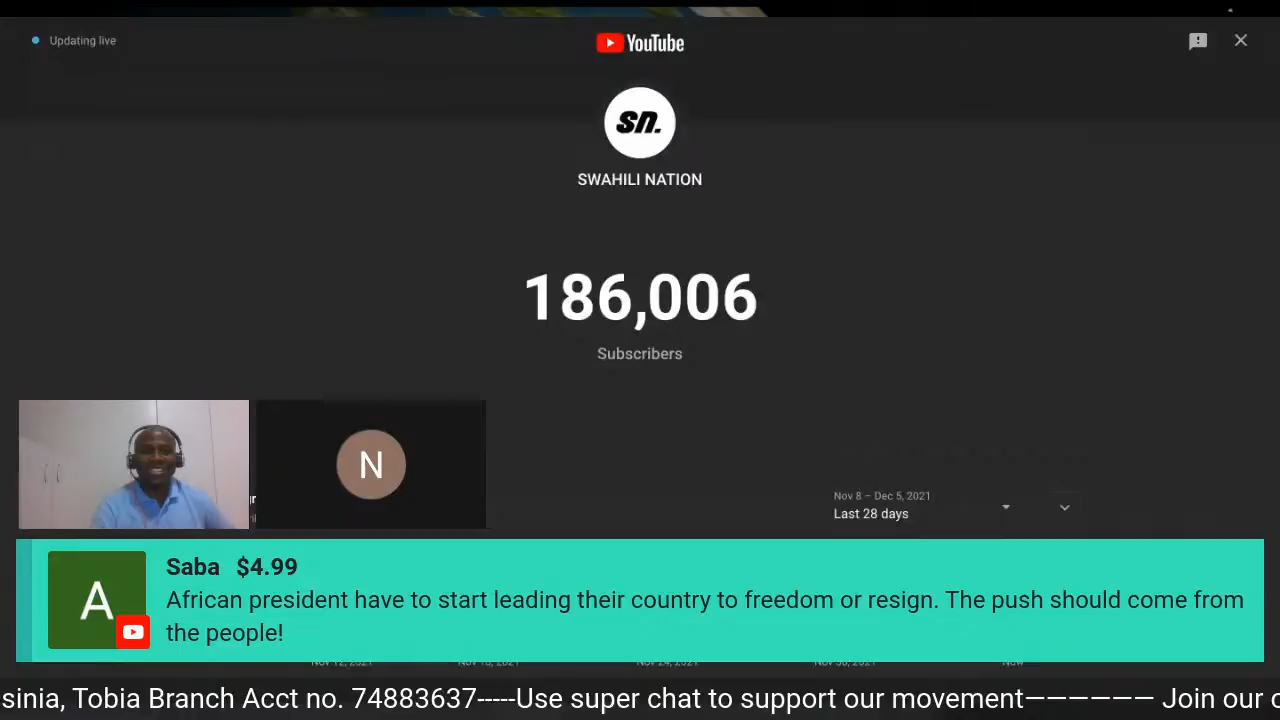 Updating live
YouTube
sn.
SWAHILI NATION
186,006
Subscribers
N
Nov 8 – Dec 5, 2021
Last 28 days
A
Saba $4.99
African president have to start leading their country to freedom or resign. The push should come from
the people!
Now
sinia, Tobia Branch Acct no. 74883637-----Use super chat to support our movement—————— Join our c